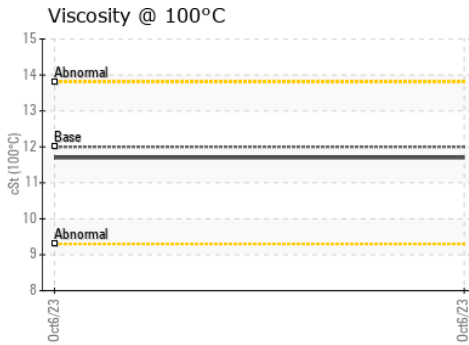 Viscosity @ 100°C
cSt (100°C)
15
14
13
12
11
10
9
8
Abnormal
Base
Abnormal
Oct6/23
Oct6/23